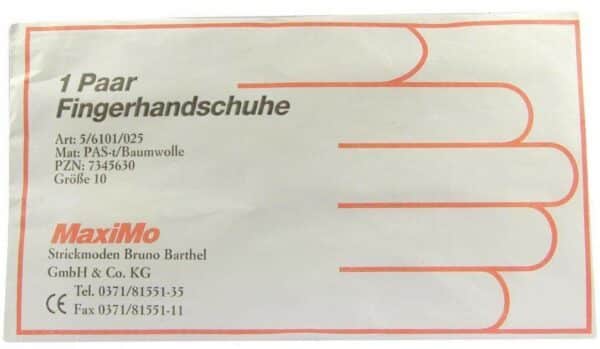 1 Paar
Fingerhandschuhe
Art: 5/6101/025
Mat: PAS-t/Baumwolle
PZN: 7345630
Größe 10
MaxiMo
Strickmoden Bruno Barthel
GmbH & Co. KG
Tel. 0371/81551-35
CE Fax 0371/81551-11